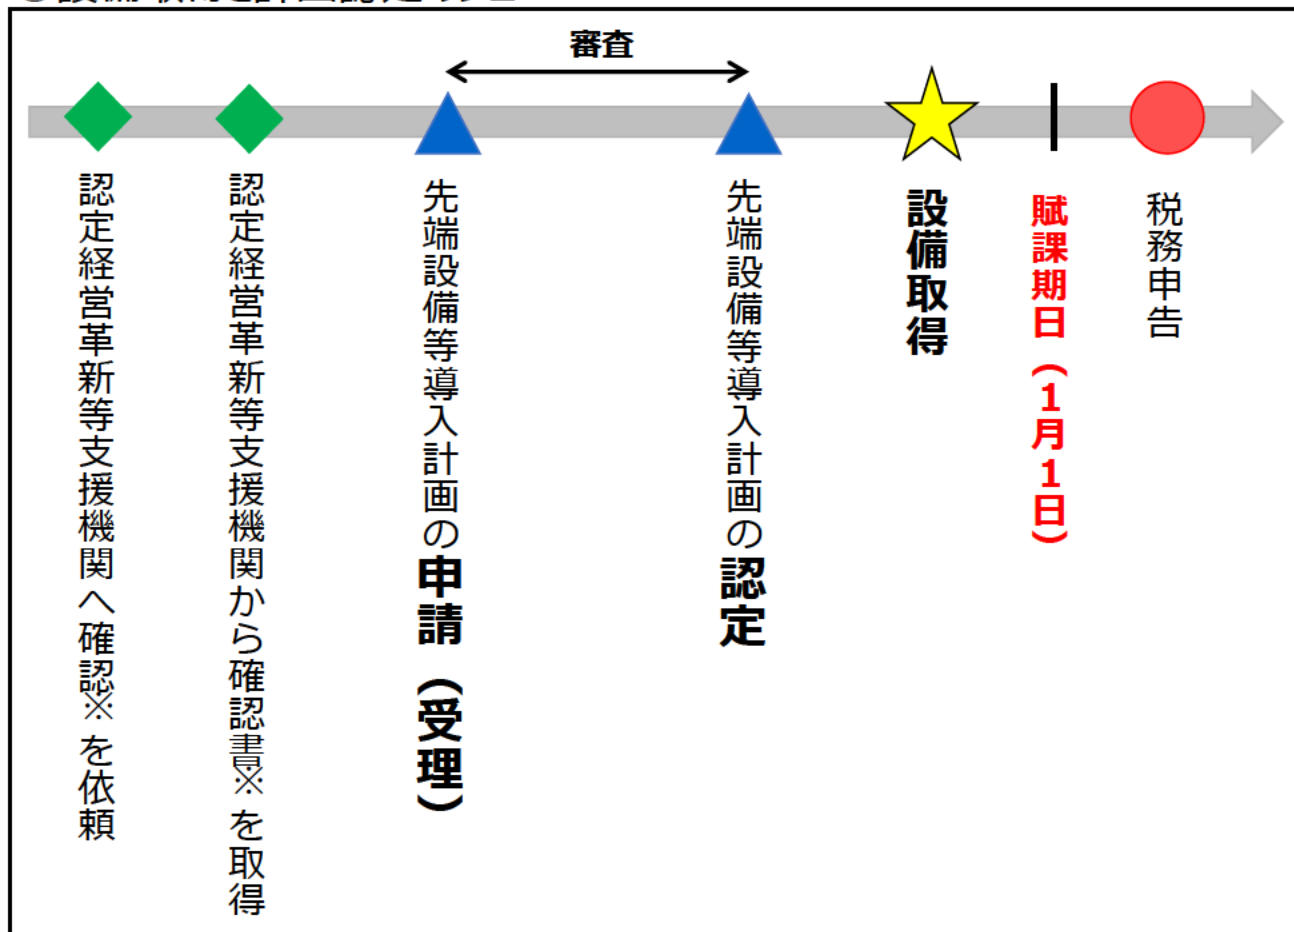 審査
認定経営革新等支援機関へ確認※を依頼
認定経営革新等支援機関から確認書※を取得
先端設備等導入計画の申請（受理）
先端設備等導入計画の認定
設備取得
賦課期日（1月1日）
税務申告